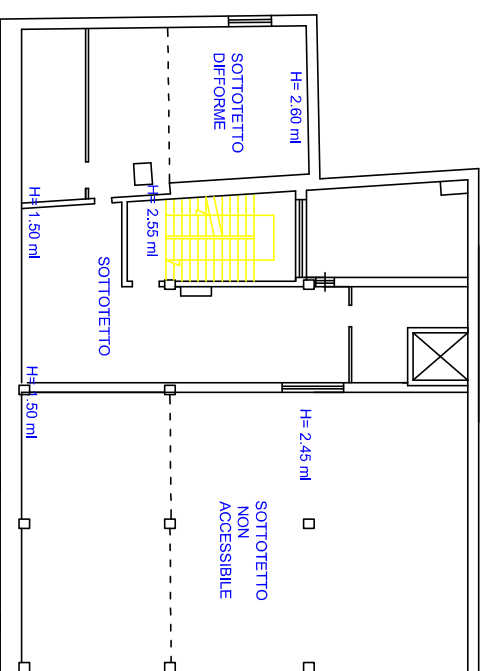 SOTTOTETTO
DIFFORME
H= 2.60 ml
H= 1.50 ml
H= 2.55 ml
SOTTOTETTO
H= 1.50 ml
H= 2.45 ml
SOTTOTETTO
NON
ACCESSIBILE